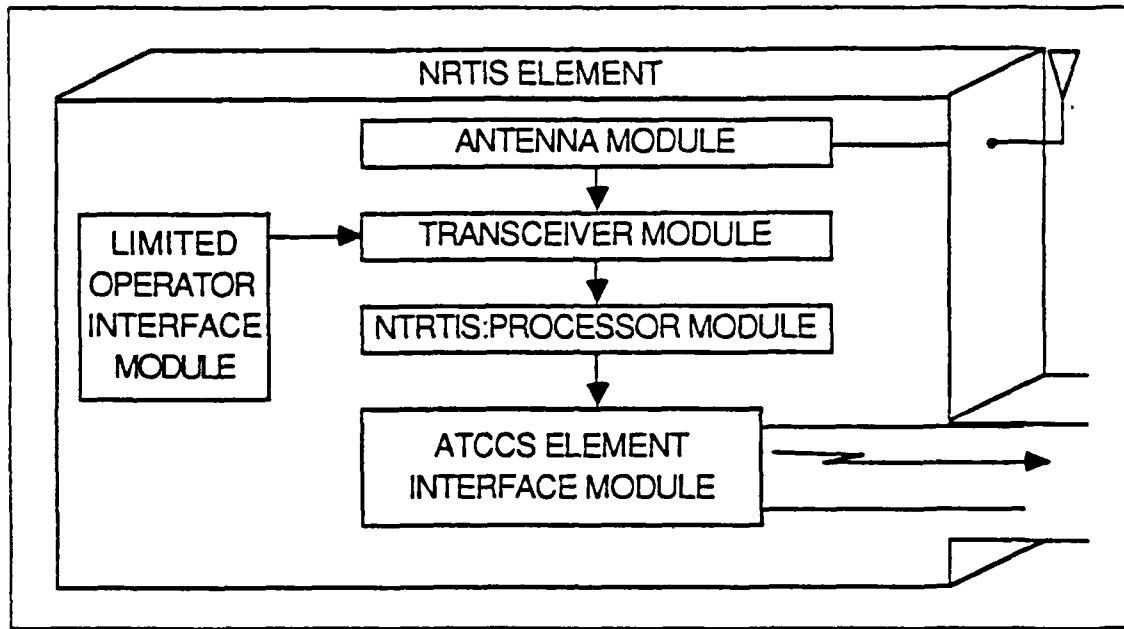 NRTIS ELEMENT
ANTENNA MODULE
LIMITED
OPERATOR
INTERFACE
MODULE
TRANSCEIVER MODULE
NTRTIS:PROCESSOR MODULE
ATCCS ELEMENT
INTERFACE MODULE